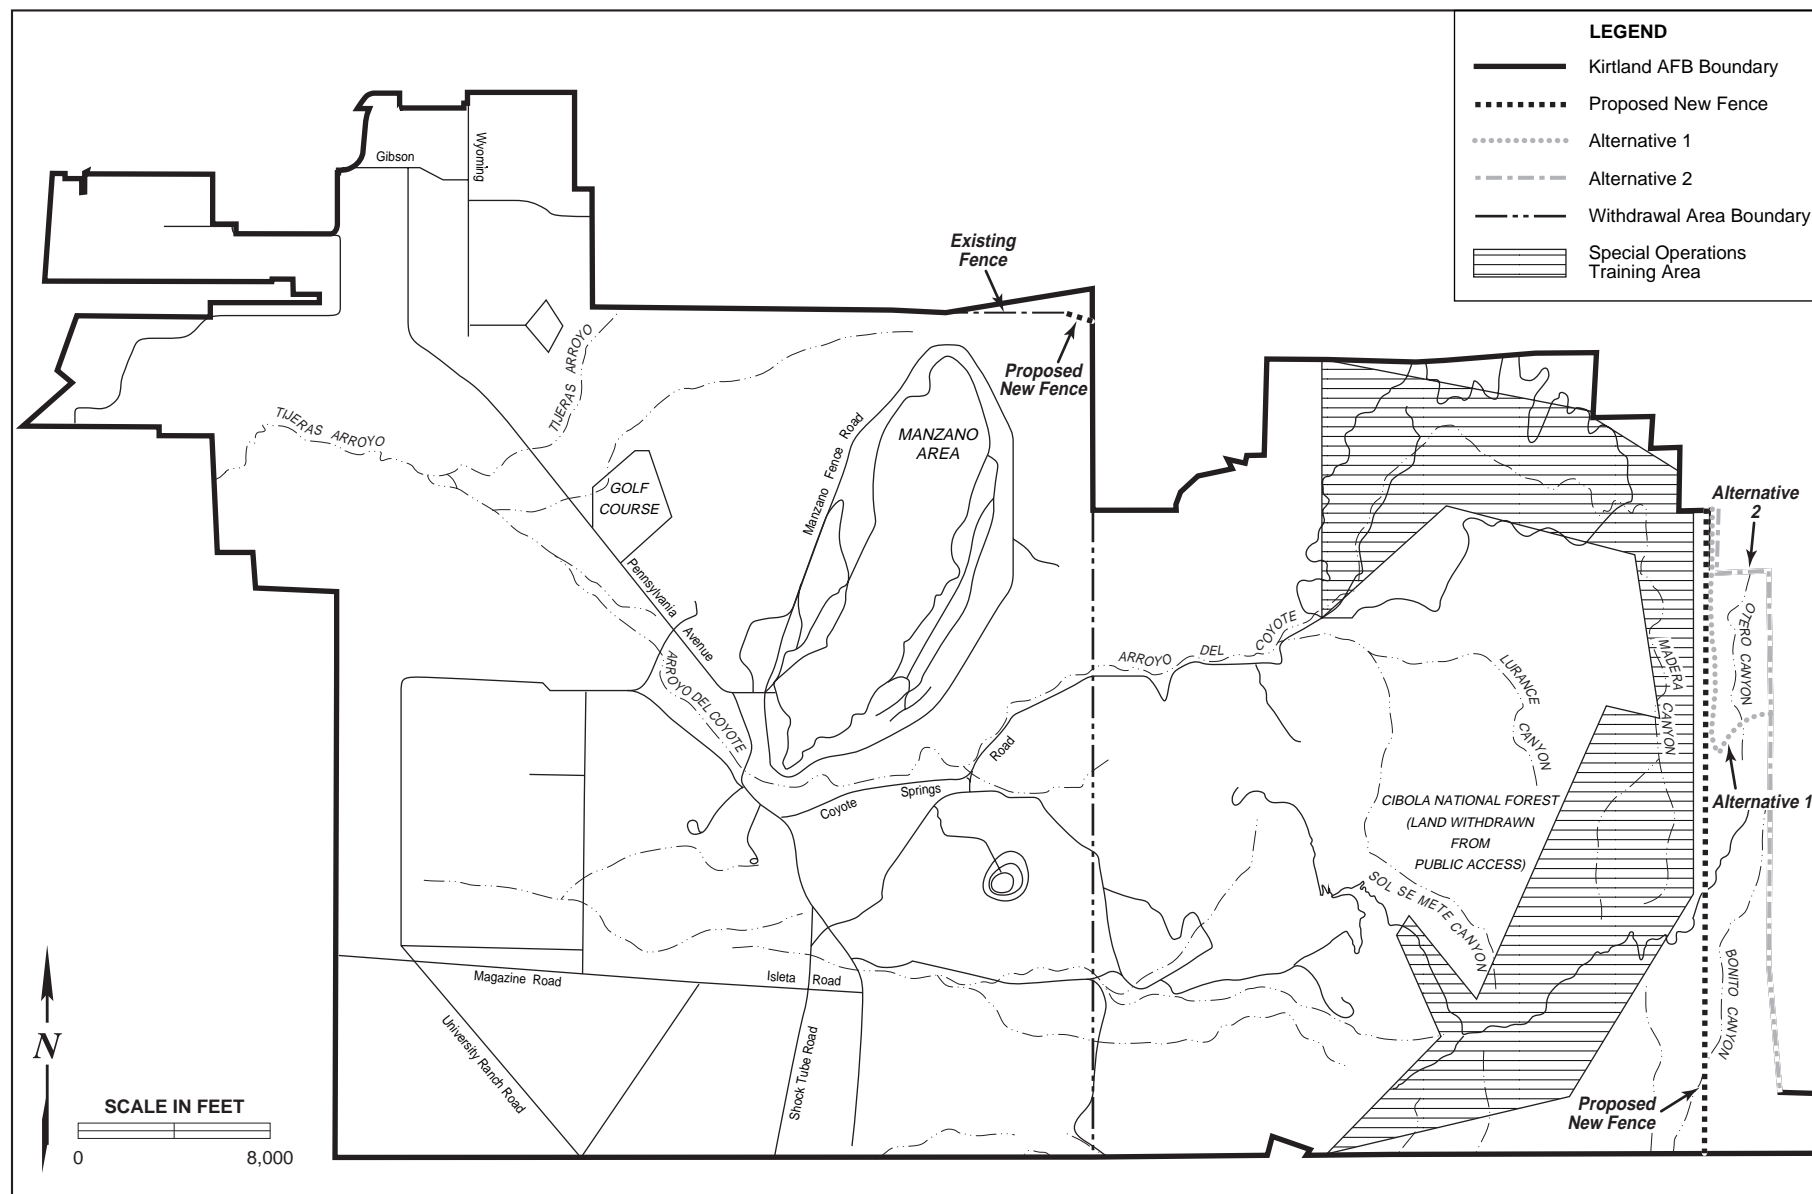 LEGEND
Kirtland AFB Boundary
Proposed New Fence
Alternative 1
Alternative 2
Withdrawal Area Boundary
Special Operations
Training Area
Gibson
Wyoming
Existing
Fence
Proposed
New Fence
TIJERAS ARROYO
TIJERAS ARROYO
GOLF
COURSE
Manzano Fence Road
MANZANO
AREA
Pennsylvania Avenue
ARROYO DEL COYOTE
ARROYO DEL COYOTE
Coyote Springs Road
LURANCE CANYON
MADERA CANYON
OTERO CANYON
Alternative
2
Alternative 1
CIBOLA NATIONAL FOREST
(LAND WITHDRAWN
FROM
PUBLIC ACCESS)
SOL SE METE CANYON
BONITO CANYON
Magazine Road
Isleta Road
University Ranch Road
Shock Tube Road
Proposed
New Fence
N
SCALE IN FEET
0 8,000